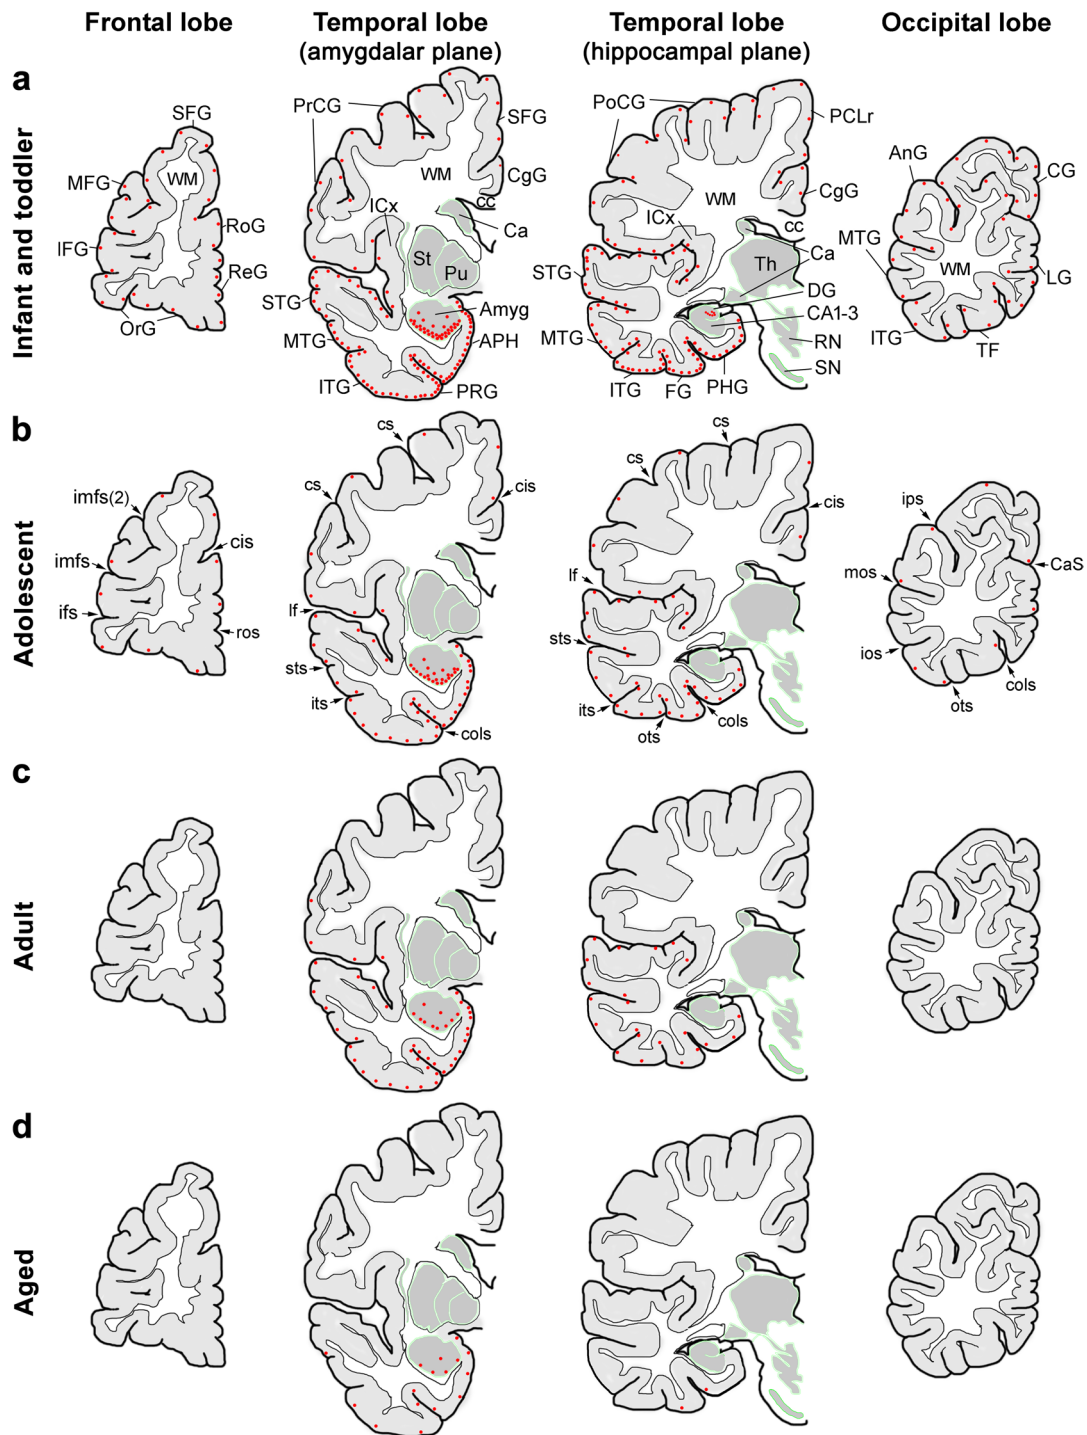 Frontal lobe
Temporal lobe
(amygdalar plane)
Temporal lobe
(hippocampal plane)
Occipital lobe
a
Infant and toddler
SFG
MFG
WM
IFG
RoG
ReG
OrG
PrCG
SFG
WM
CgG
ICx
cc
Ca
St
Pu
STG
Amyg
MTG
APH
ITG
PRG
PoCG
PCLr
CgG
WM
ICx
cc
Ca
STG
Th
DG
CA1-3
MTG
RN
SN
ITG
FG
PHG
AnG
CG
MTG
WM
LG
ITG
TF
b
Adolescent
imfs(2)
cis
imfs
ifs
ros
cs
cs
cis
lf
sts
its
cols
cs
cs
cis
lf
sts
its
ots
cols
ips
mos
CaS
ios
cols
ots
c
Adult
d
Aged